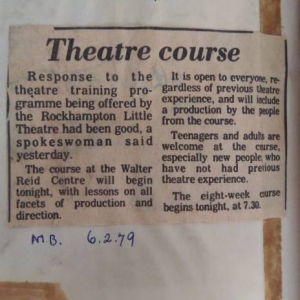 Theatre course
Response to the
theatre training pro-
gramme being offered by
the Rockhampton Little
Theatre had been good, a
spokeswoman said
yesterday.
The course at the Walter
Reid Centre will begin
tonight, with lessons on all
facets of production and
direction.
It is open to everyone, re-
gardless of previous theatre
experience, and will include
a production by the people
from the course.
Teenagers and adults are
welcome at the curse,
especially new people who
have not had previous
theatre experience.
The eight-week curse
begins tonight, at 7.30.
M.B. 6.2.79